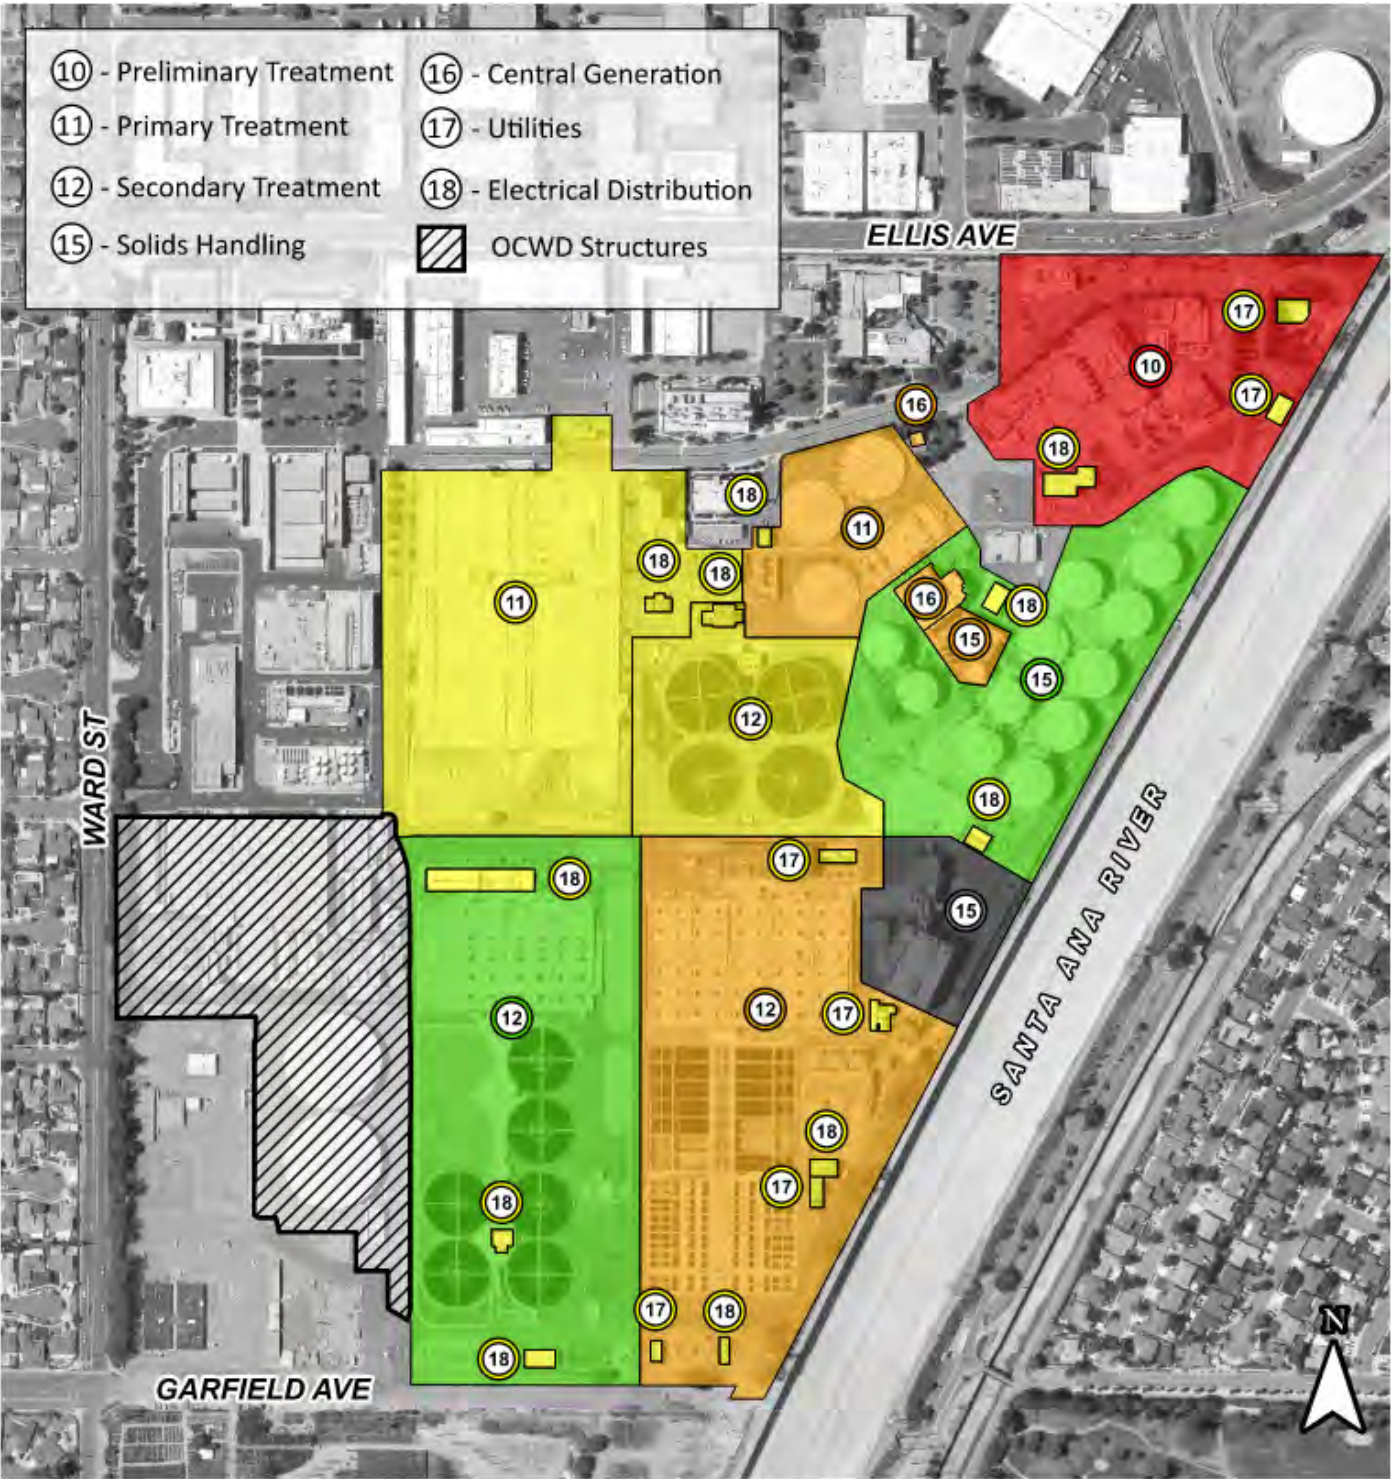 10 - Preliminary Treatment
16 - Central Generation
11 - Primary Treatment
17 - Utilities
12 - Secondary Treatment
18 - Electrical Distribution
15 - Solids Handling
OCWD Structures
ELLIS AVE
17
10
17
16
18
18
11
18
18
11
16
18
15
15
12
WARD ST
18
17
18
15
SANTA ANA RIVER
12
12
17
18
17
18
17
18
N
18
GARFIELD AVE